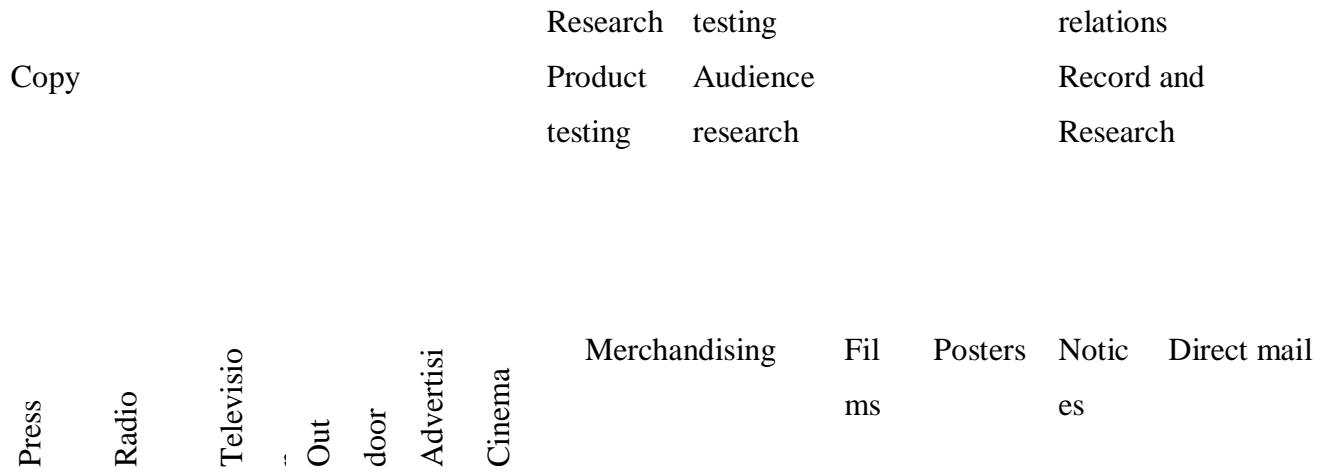 Research testing relations
Copy Product Audience Record and
testing research Research
Merchandising Fil Posters Notic Direct mail
ms es
Press
Radio
Televisio
Out
door
Advertisi
Cinema